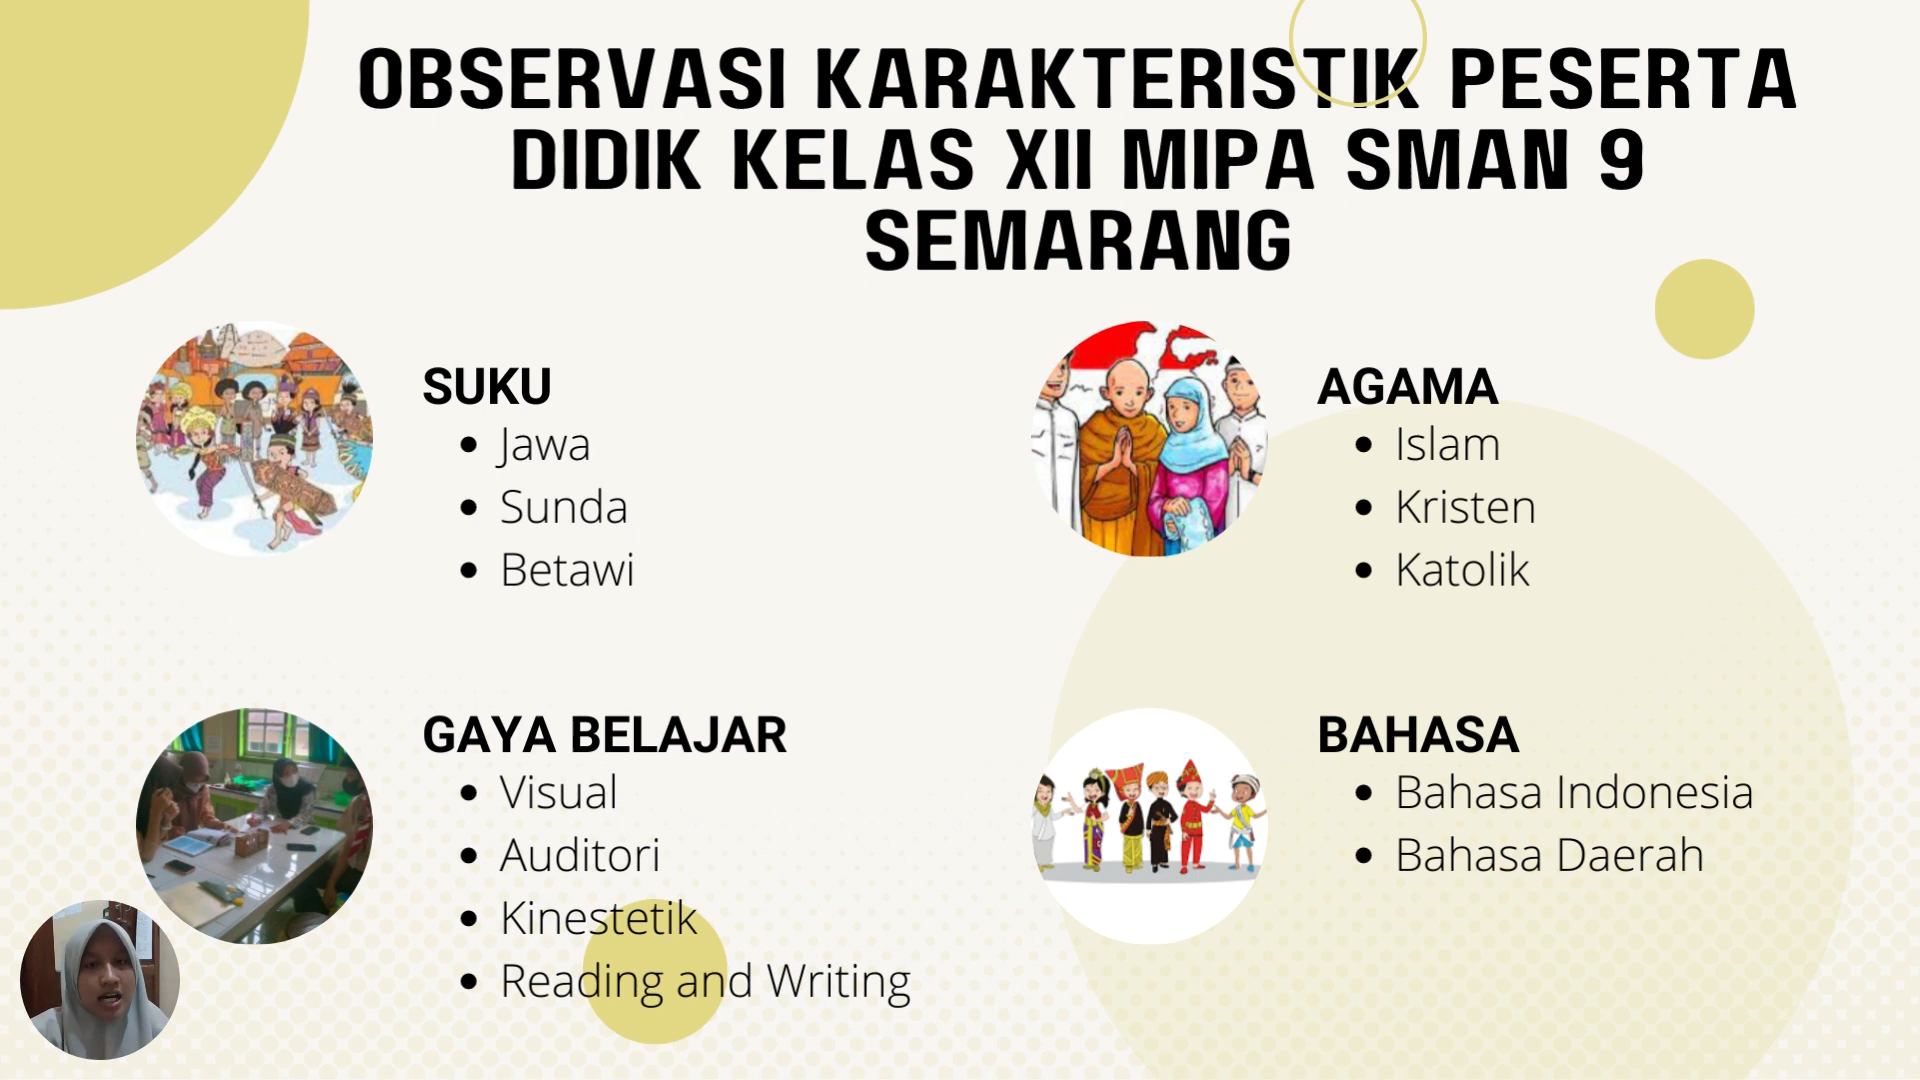 OBSERVASI KARAKTERISTIK PESERTA
DIDIK KELAS XII MIPA SMAN 9
SEMARANG
SUKU
• Jawa
• Sunda
• Betawi
AGAMA
• Islam
• Kristen
• Katolik
GAYA BELAJAR
• Visual
• Auditori
• Kinestetik
• Reading and Writing
BAHASA
• Bahasa Indonesia
• Bahasa Daerah